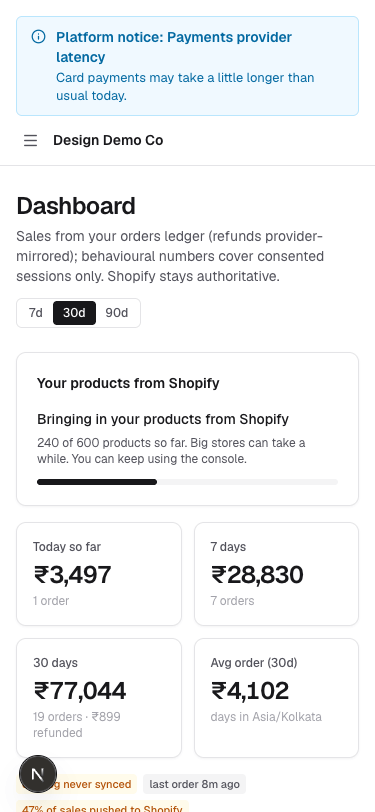 Platform notice: Payments provider
latency
Card payments may take a little longer than
usual today.
Design Demo Co
Dashboard
Sales from your orders ledger (refunds provider-
mirrored); behavioural numbers cover consented
sessions only. Shopify stays authoritative.
7d 30d 90d
Your products from Shopify
Bringing in your products from Shopify
240 of 600 products so far. Big stores can take a
while. You can keep using the console.
Today so far
₹3,497
1 order
7 days
₹28,830
7 orders
30 days
₹77,044
19 orders · ₹899
refunded
Avg order (30d)
₹4,102
days in Asia/Kolkata
N
never synced
last order 8m ago
47% of sales pushed to Shopify